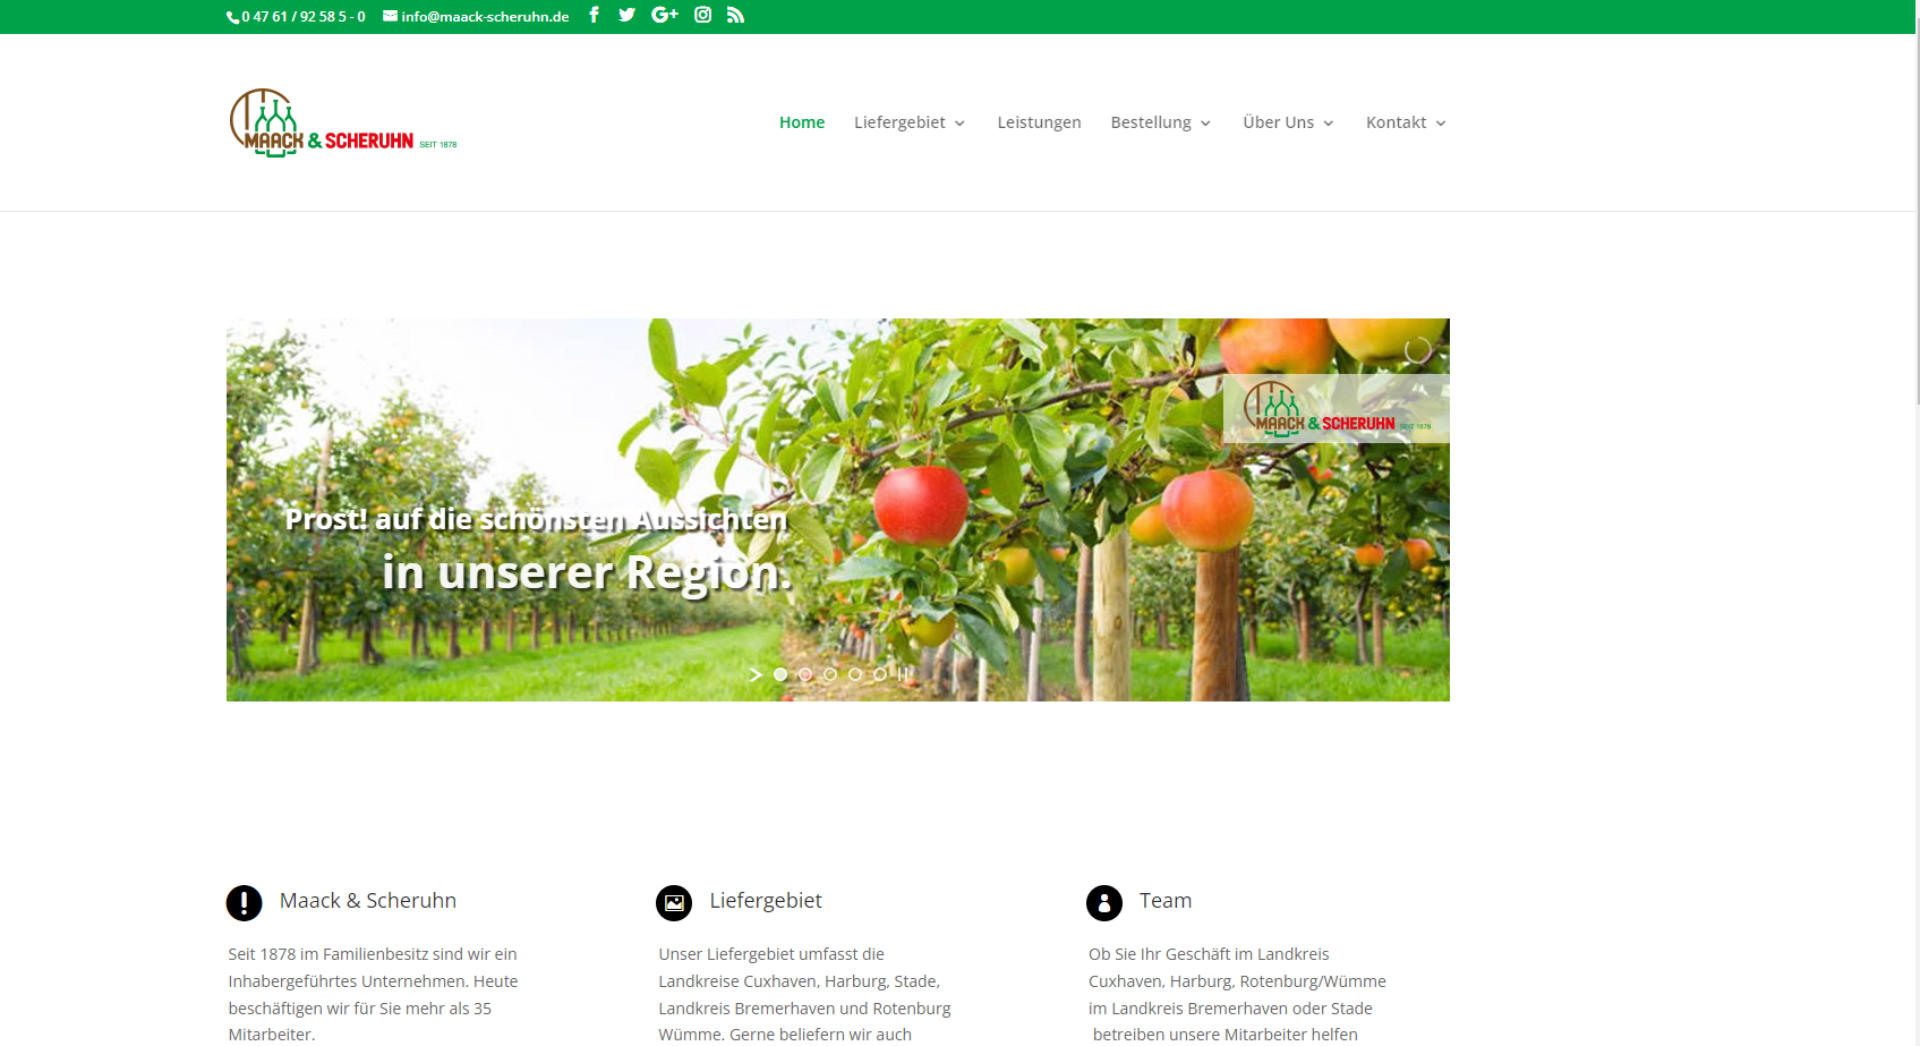 0 47 61 / 92 58 5 - 0 info@maack-scheruhn.de
MAACK & SCHERUHN SEIT 1878
Home Liefergebiet Leistungen Bestellung Über Uns Kontakt
MAACK & SCHERUHN SEIT 1878
Prost! auf die schönsten Aussichten
in unserer Region.
Maack & Scheruhn
Seit 1878 im Familienbesitz sind wir ein
Inhabergeführtes Unternehmen. Heute
beschäftigen wir für Sie mehr als 35
Mitarbeiter.
Liefergebiet
Unser Liefergebiet umfasst die
Landkreise Cuxhaven, Harburg, Stade,
Landkreis Bremerhaven und Rotenburg
Wümme. Gerne beliefern wir auch
Team
Ob Sie Ihr Geschäft im Landkreis
Cuxhaven, Harburg, Rotenburg/Wümme
im Landkreis Bremerhaven oder Stade
betreiben unsere Mitarbeiter helfen